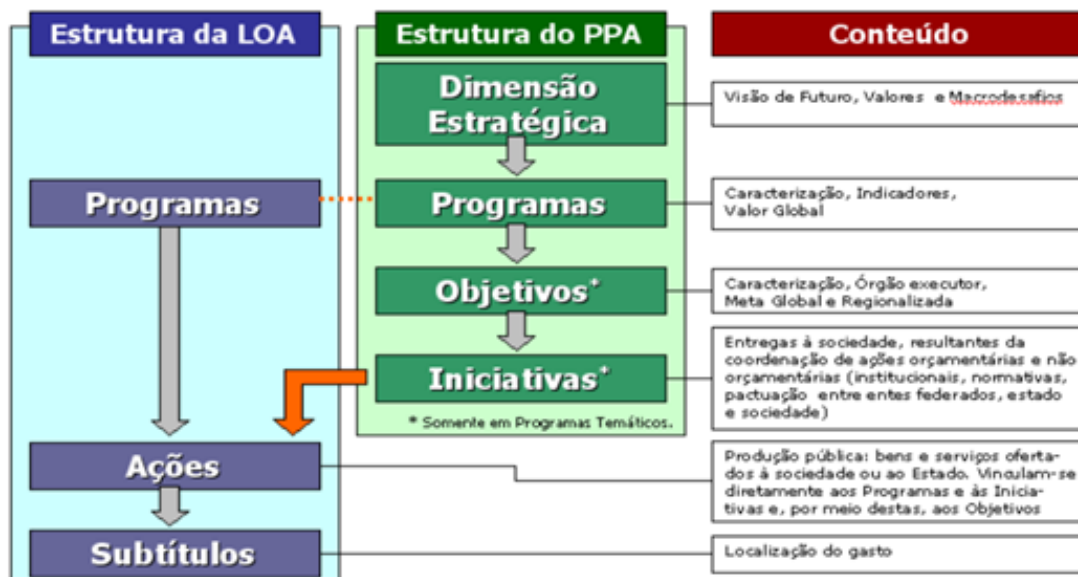 Estrutura da LOA
Estrutura do PPA
Conteúdo
Dimensão
Estratégica
Visão de Futuro, Valores e Macrodesafios
Programas
Programas
Caracterização, Indicadores,
Valor Global
Objetivos*
Caracterização, Órgão executor,
Meta Global e Regionalizada
Iniciativas*
Entregas à sociedade, resultantes da
coordenação de ações orçamentárias e não
orçamentárias (institucionais, normativas,
pactuação entre entes federados, estado
e sociedade)
* Somente em Programas Temáticos.
Ações
Produção pública: bens e serviços oferta-
dos à sociedade ou ao Estado. Vinculam-se
diretamente aos Programas e às Inicia-
tivas e, por meio destas, aos Objetivos
Subtítulos
Localização do gasto